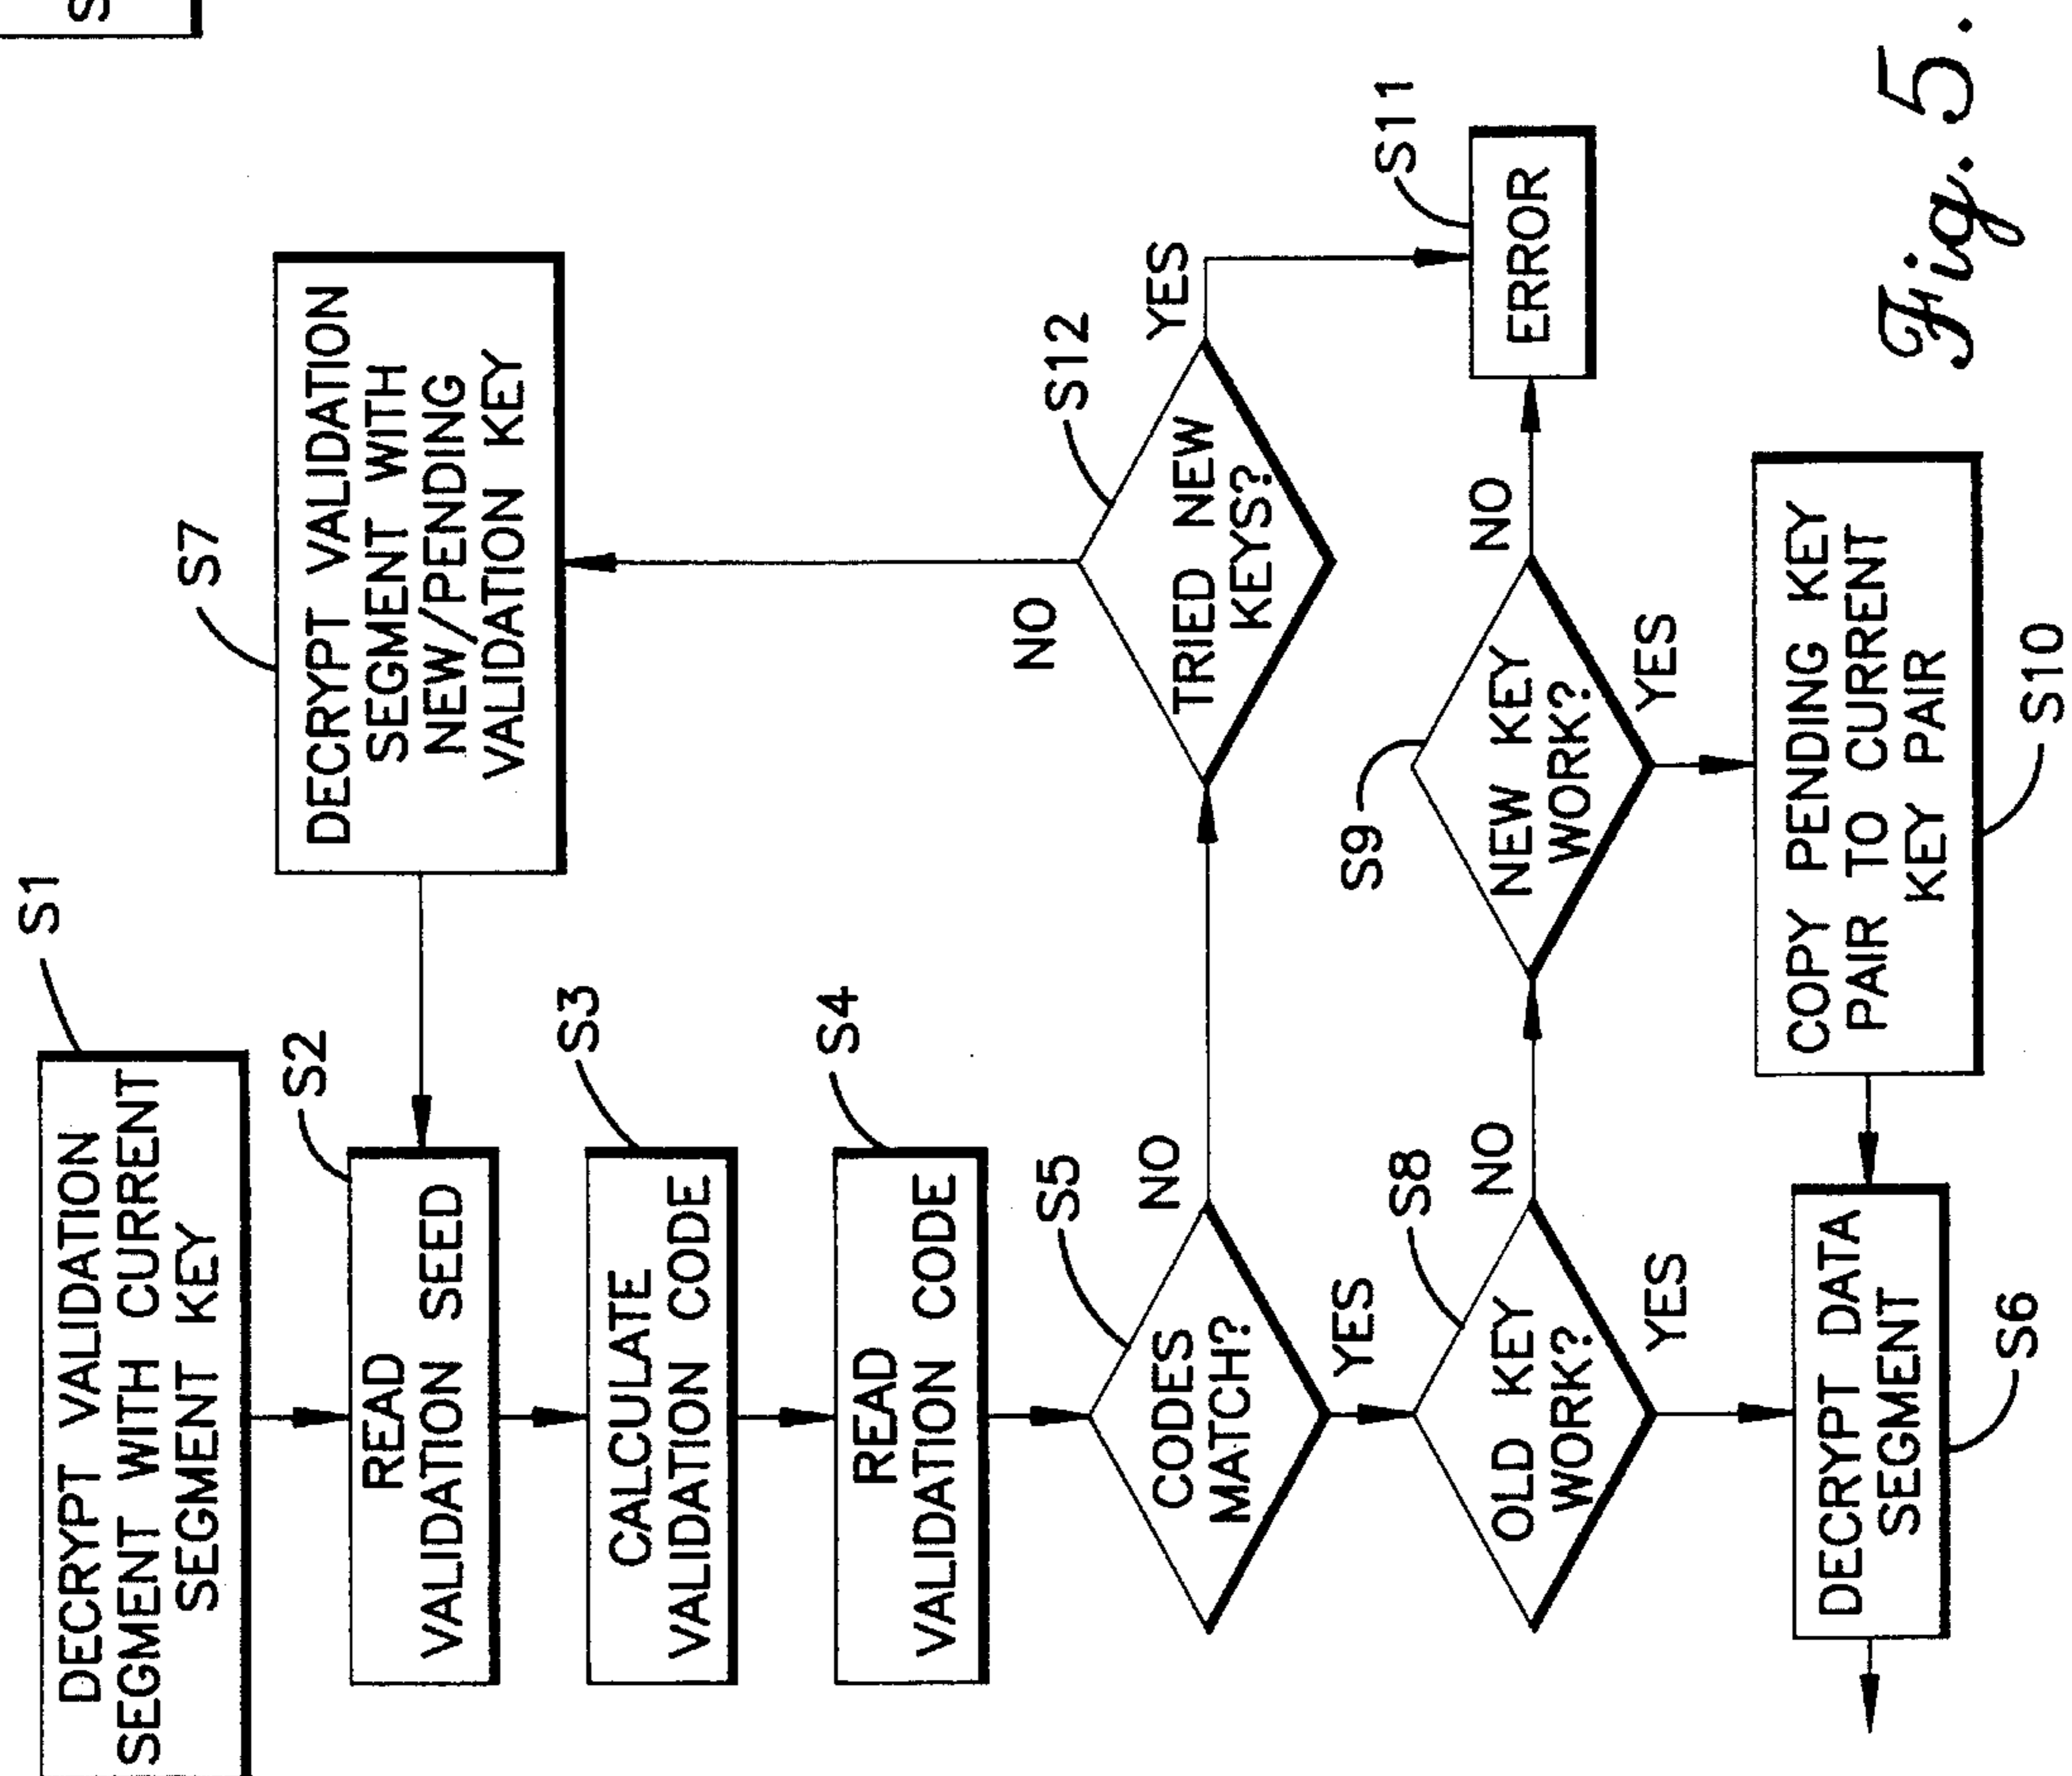 S1
DECRYPT VALIDATION
SEGMENT WITH CURRENT
SEGMENT KEY
S7
DECRYPT VALIDATION
SEGMENT WITH
NEW/PENDING
VALIDATION KEY
S2
READ
VALIDATION SEED
S3
CALCULATE
VALIDATION CODE
S4
READ
VALIDATION CODE
S5
CODES
MATCH?
NO
YES
S12
TRIED NEW
KEYS?
NO
YES
S8
OLD KEY
WORK?
NO
YES
S9
NEW KEY
WORK?
NO
YES
S11
ERROR
DECRYPT DATA
SEGMENT
S6
COPY PENDING KEY
PAIR TO CURRENT
KEY PAIR
S10
Fig. 5.